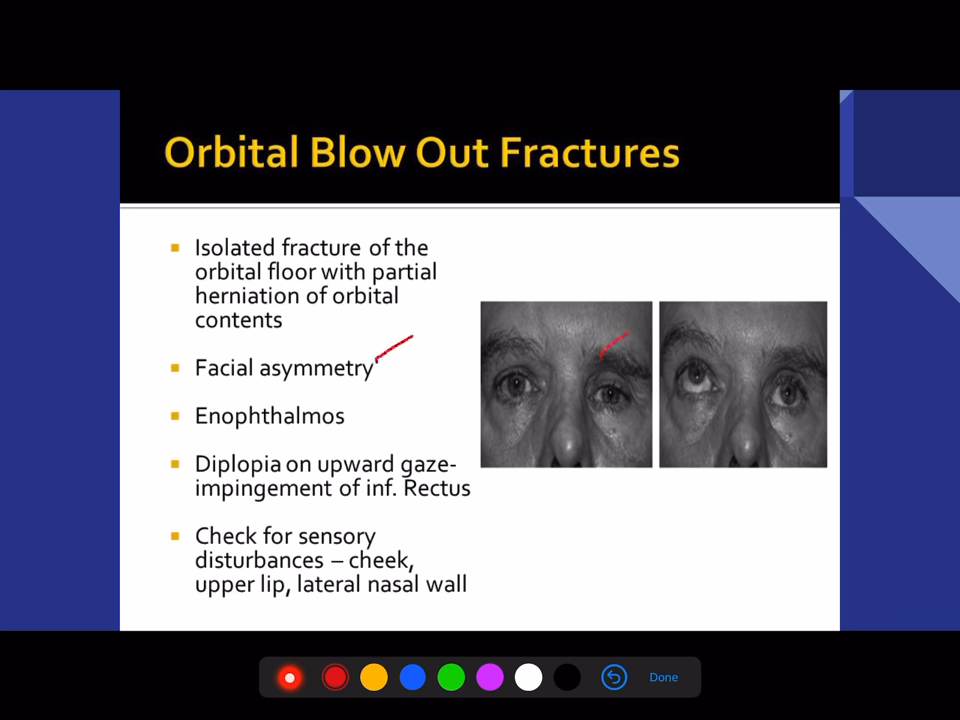 Orbital Blow Out Fractures
Isolated fracture of the
orbital floor with partial
herniation of orbital
contents
Facial asymmetry
Enophthalmos
Diplopia on upward gaze-
impingement of inf. Rectus
Check for sensory
disturbances – cheek,
upper lip, lateral nasal wall
Done